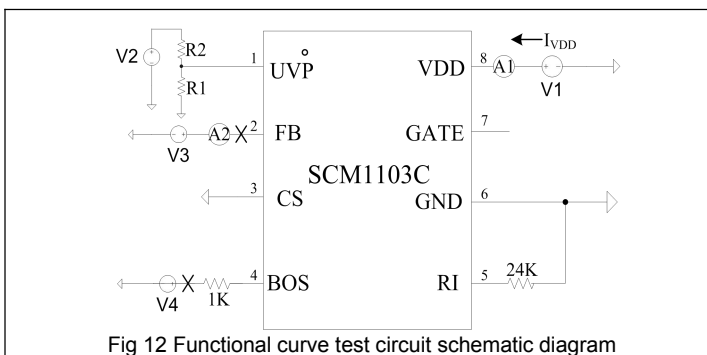 V2
R2
R1
1
UVP
VDD
8
A1
I_VDD
V1
V3
A2
2
FB
GATE
7
SCM1103C
3
CS
GND
6
V4
1K
4
BOS
RI
5
24K
Fig 12 Functional curve test circuit schematic diagram